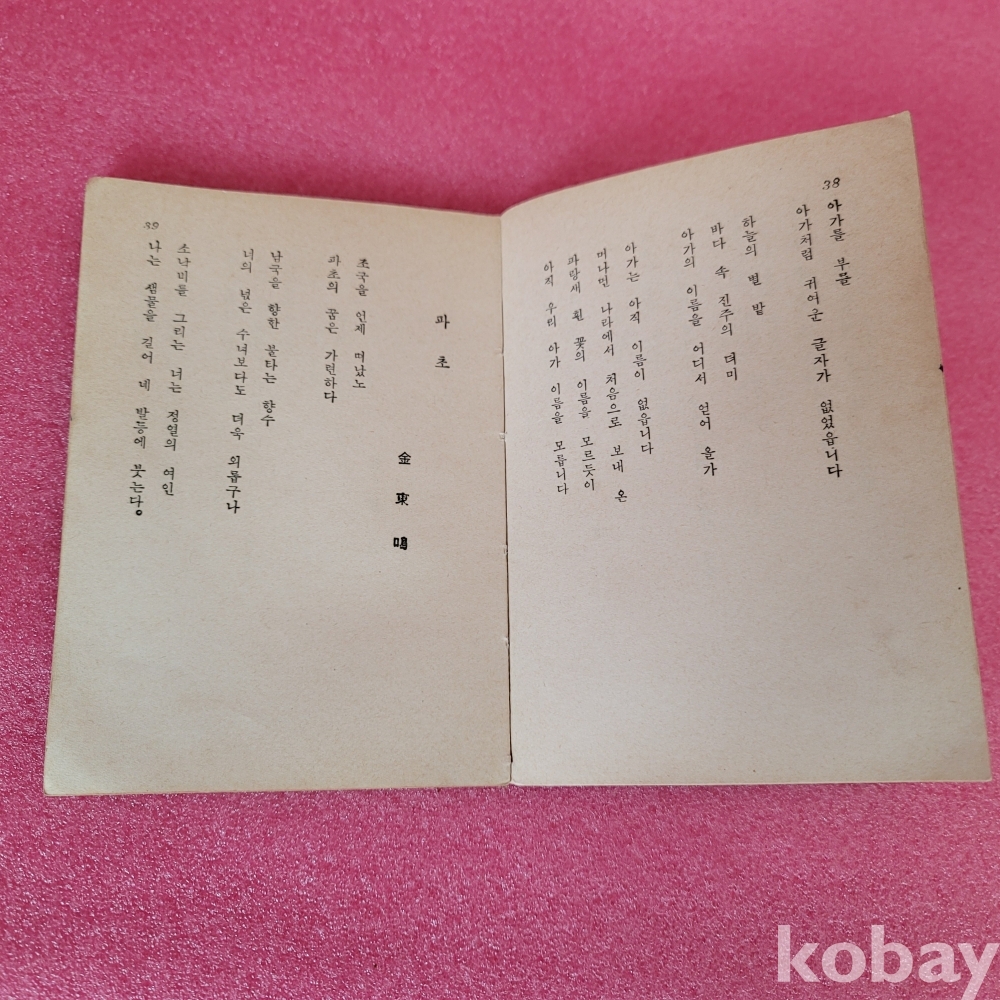 38
아가를 부를
아가처럼 귀여운 글자가 없었읍니다
하늘의 별 밭
바다 속 진주의 뎌미
아가의 이름을 어디서 얻어 올가
아가는 아직 이름이 없읍니다
머나먼 나라에서 처음으로 보내 온
파랑새 흰 꽃의 이름을 모르듯이
아직 우리 아가 이름을 모릅니다
파초
金東鳴
조국을 언제 떠났노
파초의 꿈은 가련하다
남국을 향한 불타는 향수
너의 넋은 수녀보다도 뎌욱 외롭구나
소낙비를 그리는 너는 정열의 여인
나는 샘물을 길어 네 발등에 붓는다。
39
kobay